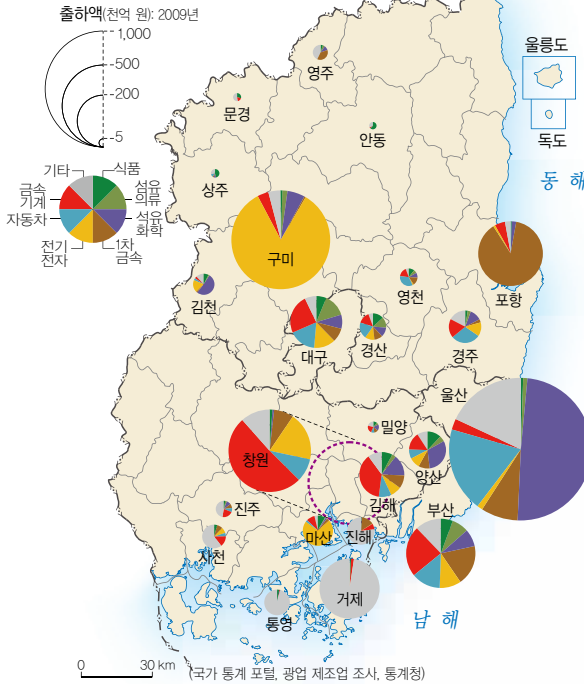 출하액(천억 원): 2009년
1,000
500
200
5
기타
식품
금속
기계
섬유
의류
자동차
석유
화학
전기
전자
1차
금속
울릉도
독도
동 해
영주
문경
안동
상주
구미
포항
김천
영천
대구
경산
경주
울산
밀양
창원
양산
김해
부산
진주
마산
진해
사천
거제
통영
남 해
0 30 km
(국가 통계 포털, 광업 제조업 조사, 통계청)